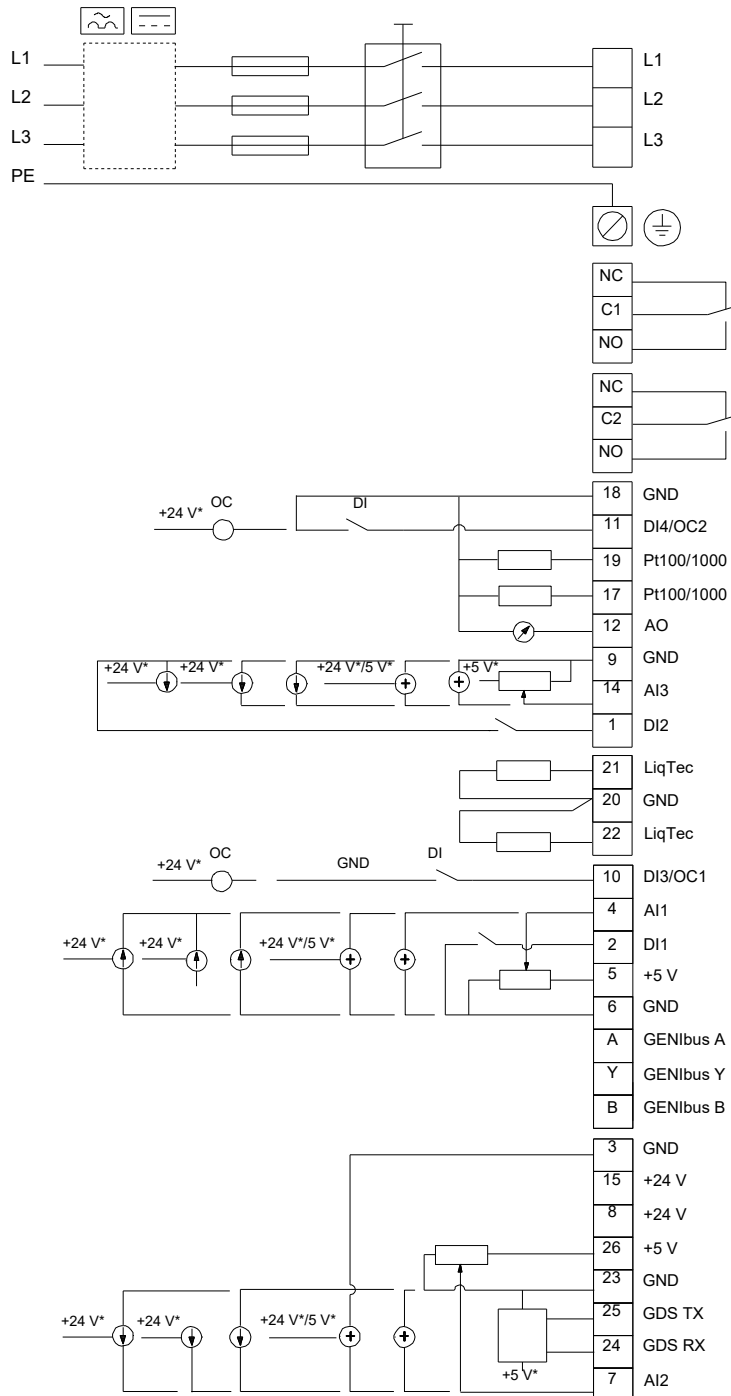 L1 L1
L2 L2
L3 L3
PE
NC
C1
NO
NC
C2
NO
18 GND
+24 V* OC DI 11 DI4/OC2
19 Pt100/1000
17 Pt100/1000
12 AO
9 GND
+24 V* +24 V* +24 V*/5 V* +5 V* 14 AI3
1 DI2
21 LiqTec
20 GND
22 LiqTec
+24 V* OC GND DI 10 DI3/OC1
4 AI1
2 DI1
+24 V* +24 V* +24 V*/5 V* 5 +5 V
6 GND
A GENIbus A
Y GENIbus Y
B GENIbus B
3 GND
15 +24 V
8 +24 V
26 +5 V
23 GND
25 GDS TX
+24 V* +24 V* +24 V*/5 V* 24 GDS RX
+5 V* 7 AI2